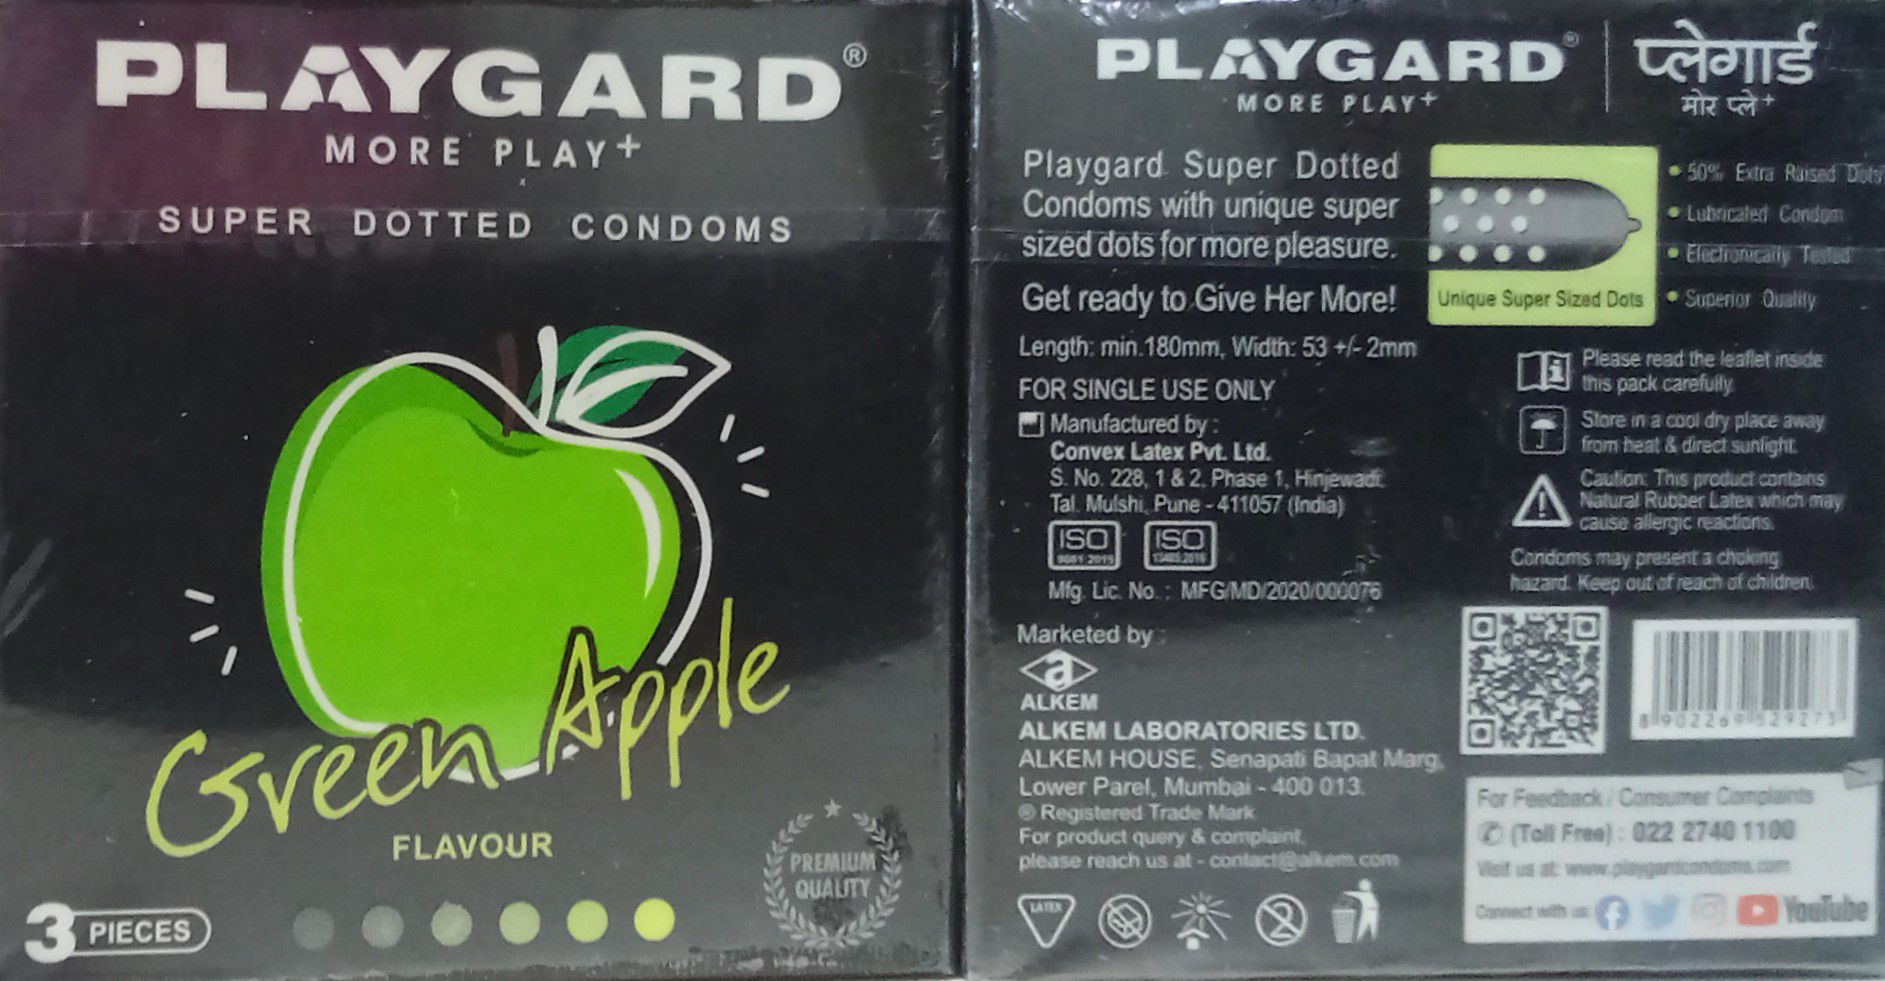 PLAYGARD®
MORE PLAY+
SUPER DOTTED CONDOMS
Green Apple
FLAVOUR
3 PIECES
PREMIUM
QUALITY
PLAYGARD®
MORE PLAY+
प्लेगार्ड
मोर प्ले+
Playgard Super Dotted
Condoms with unique super
sized dots for more pleasure.
Get ready to Give Her More!
Unique Super Sized Dots
• 50% Extra Raised Dots
• Lubricated Condom
• Electronically Tested
• Superior Quality
Length: min.180mm, Width: 53 +/- 2mm
FOR SINGLE USE ONLY
Manufactured by :
Convex Latex Pvt. Ltd.
S. No. 228, 1 & 2, Phase 1, Hinjewadi,
Tal. Mulshi, Pune - 411057 (India)
ISO
9001:2015
ISO
13485:2016
Mfg. Lic. No. : MFG/MD/2020/000076
Marketed by :
a
ALKEM
ALKEM LABORATORIES LTD.
ALKEM HOUSE, Senapati Bapat Marg,
Lower Parel, Mumbai - 400 013.
® Registered Trade Mark
For product query & complaint,
please reach us at - contact@alkem.com
LATEX
2
Please read the leaflet inside
this pack carefully.
Store in a cool dry place away
from heat & direct sunlight.
Caution: This product contains
Natural Rubber Latex which may
cause allergic reactions.
Condoms may present a choking
hazard. Keep out of reach of children.
8 902269 529273
For Feedback / Consumer Complaints
(Toll Free) : 022 2740 1100
Visit us at: www.playgardcondoms.com
Connect with us: YouTube